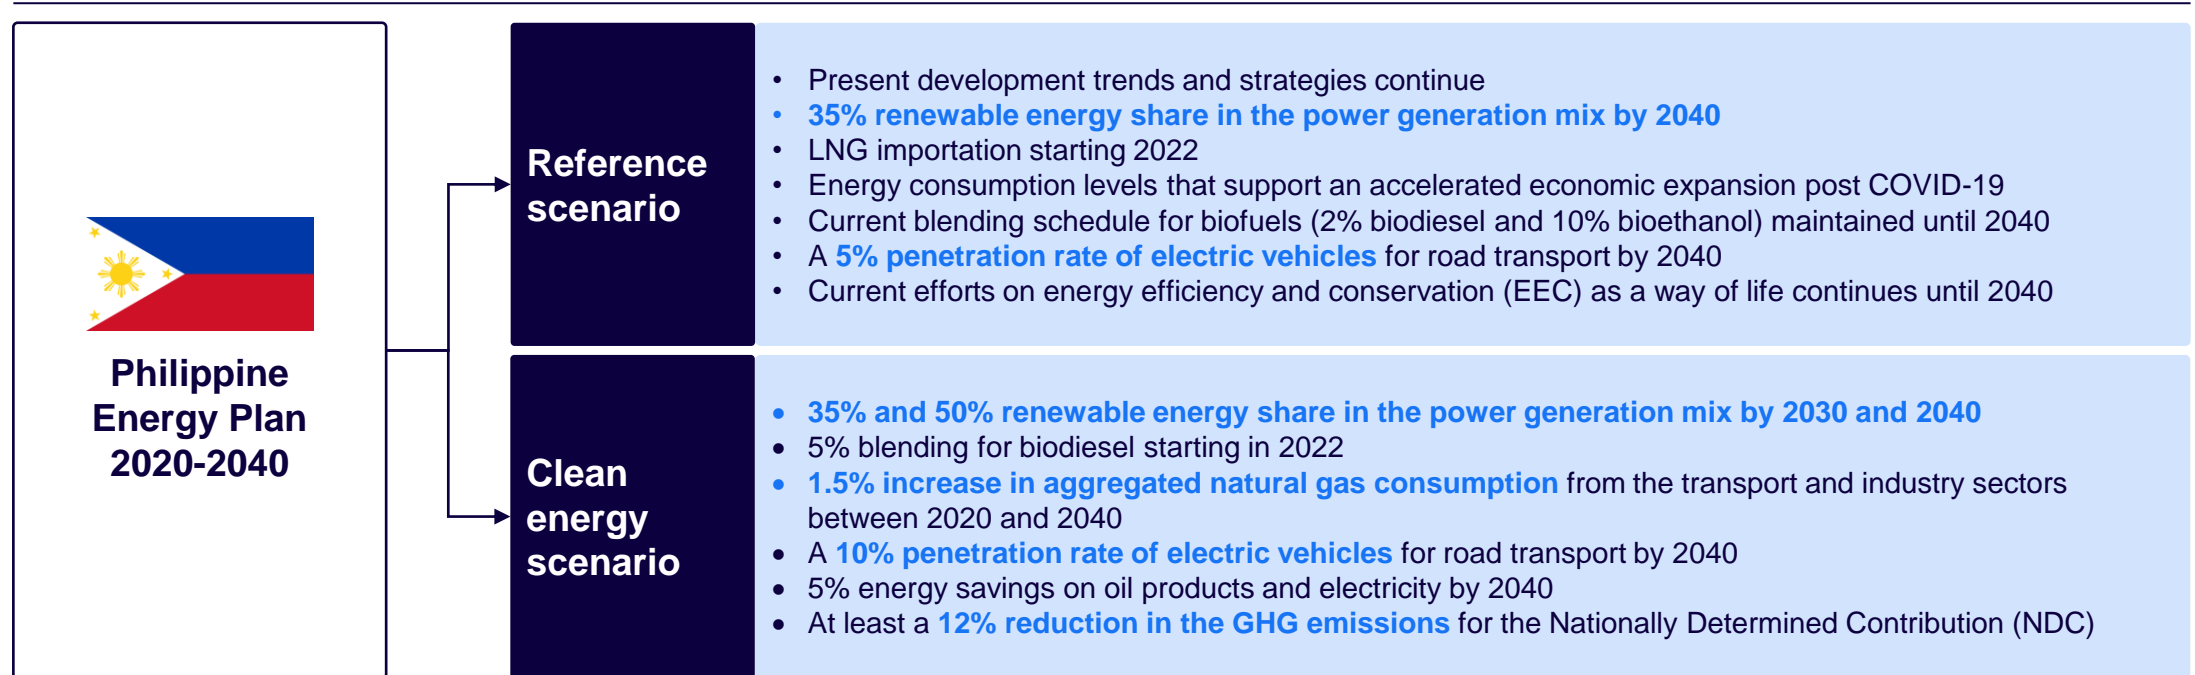 Philippine
Energy Plan
2020-2040
Reference
scenario
• Present development trends and strategies continue
• 35% renewable energy share in the power generation mix by 2040
• LNG importation starting 2022
• Energy consumption levels that support an accelerated economic expansion post COVID-19
• Current blending schedule for biofuels (2% biodiesel and 10% bioethanol) maintained until 2040
• A 5% penetration rate of electric vehicles for road transport by 2040
• Current efforts on energy efficiency and conservation (EEC) as a way of life continues until 2040
Clean
energy
scenario
• 35% and 50% renewable energy share in the power generation mix by 2030 and 2040
• 5% blending for biodiesel starting in 2022
• 1.5% increase in aggregated natural gas consumption from the transport and industry sectors
between 2020 and 2040
• A 10% penetration rate of electric vehicles for road transport by 2040
• 5% energy savings on oil products and electricity by 2040
• At least a 12% reduction in the GHG emissions for the Nationally Determined Contribution (NDC)